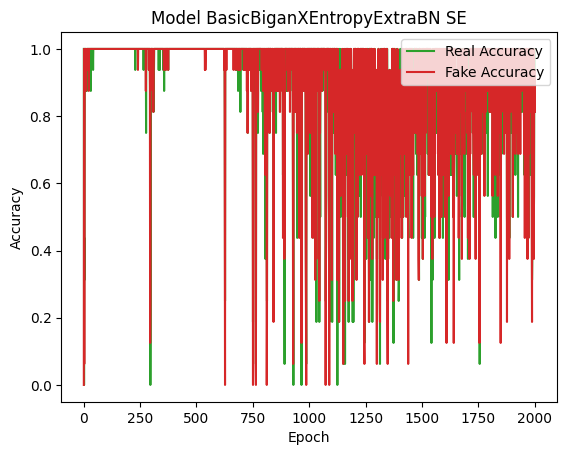 Model BasicBiganXEntropyExtraBN SE
Real Accuracy
Fake Accuracy
1.0
0.8
0.6
0.4
0.2
0.0
Accuracy
0 250 500 750 1000 1250 1500 1750 2000
Epoch